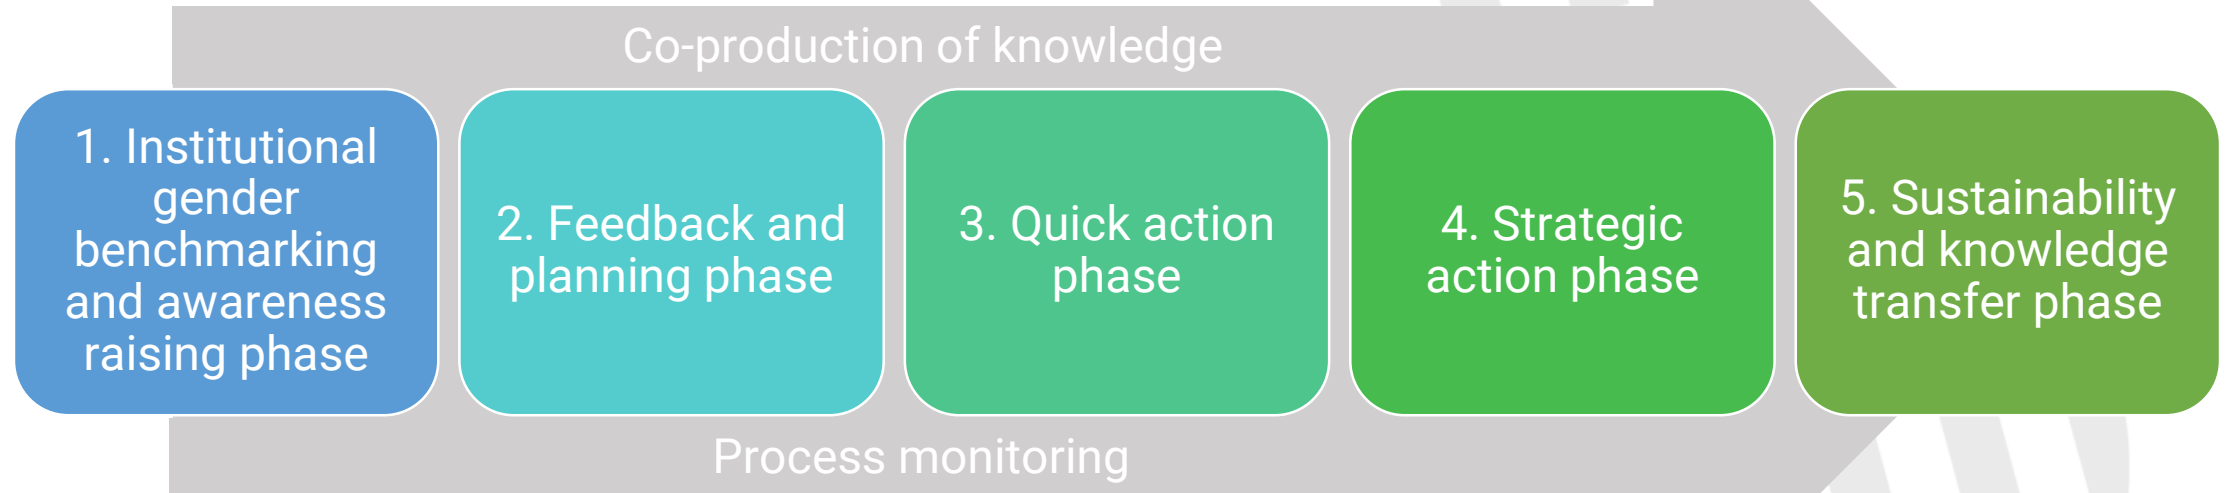 Co-production of knowledge
1. Institutional
gender
benchmarking
and awareness
raising phase
2. Feedback and
planning phase
3. Quick action
phase
4. Strategic
action phase
5. Sustainability
and knowledge
transfer phase
Process monitoring